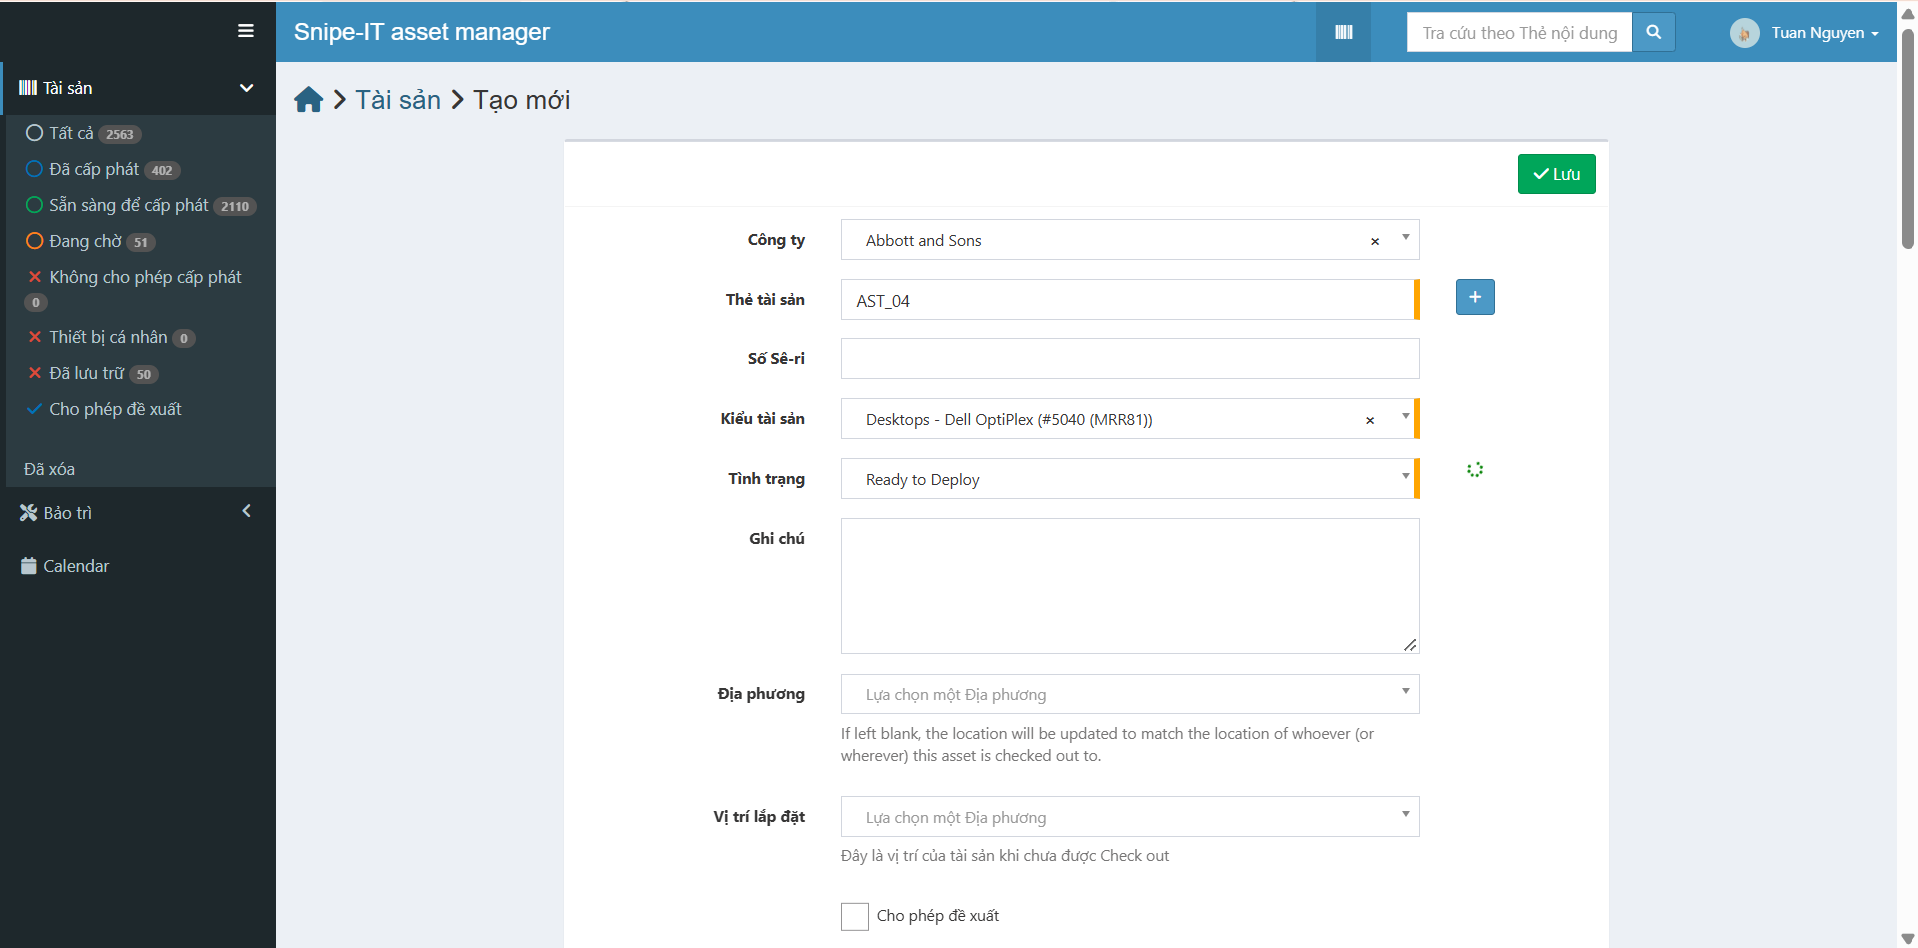 Snipe-IT asset manager
Tra cứu theo Thẻ nội dung
Tuan Nguyen
Tài sản
Tất cả 2563
Đã cấp phát 402
Sẵn sàng để cấp phát 2110
Đang chờ 51
Không cho phép cấp phát
0
Thiết bị cá nhân 0
Đã lưu trữ 50
Cho phép đề xuất
Đã xóa
Bảo trì
Calendar
Tài sản Tạo mới
Lưu
Công ty Abbott and Sons ×
Thẻ tài sản AST_04
Số Sê-ri
Kiểu tài sản Desktops - Dell OptiPlex (#5040 (MRR81)) ×
Tình trạng Ready to Deploy
Ghi chú
Địa phương Lựa chọn một Địa phương
If left blank, the location will be updated to match the location of whoever (or
wherever) this asset is checked out to.
Vị trí lắp đặt Lựa chọn một Địa phương
Đây là vị trí của tài sản khi chưa được Check out
Cho phép đề xuất